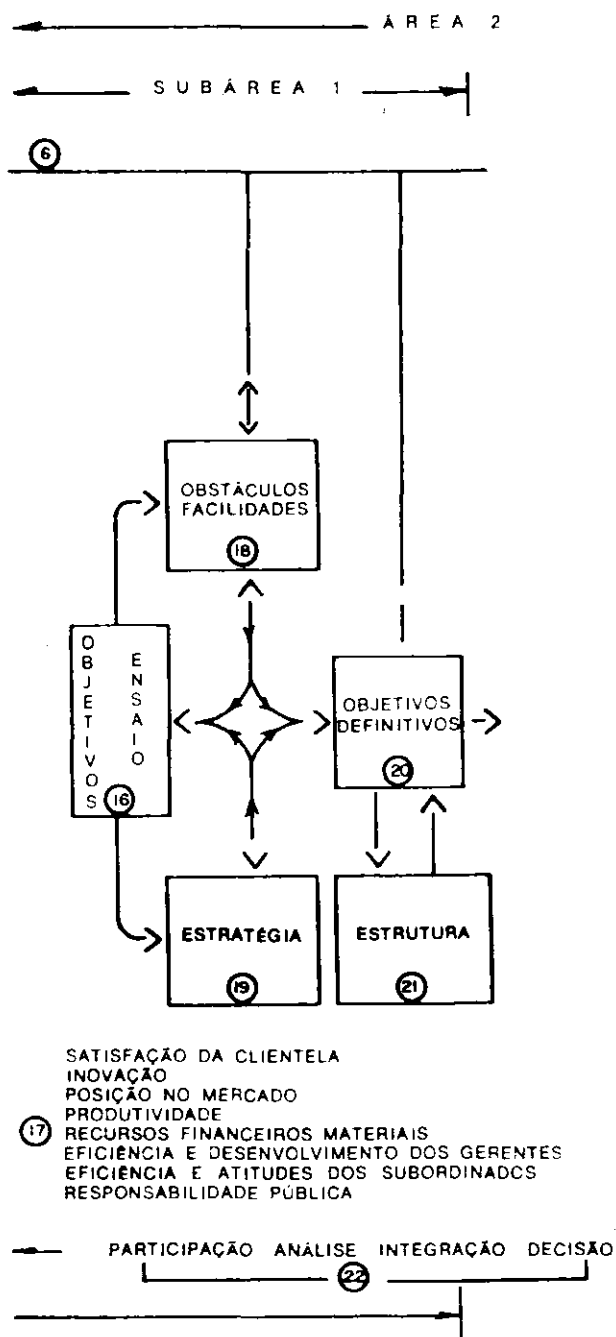 ÁREA 2
SUBÁREA 1
6
OBSTÁCULOS
FACILIDADES
18
OBJETIVOS
ENSAIO
16
OBJETIVOS
DEFINITIVOS
20
ESTRATÉGIA
19
ESTRUTURA
21
SATISFAÇÃO DA CLIENTELA
INOVAÇÃO
POSIÇÃO NO MERCADO
PRODUTIVIDADE
17 RECURSOS FINANCEIROS MATERIAIS
EFICIÊNCIA E DESENVOLVIMENTO DOS GERENTES
EFICIÊNCIA E ATITUDES DOS SUBORDINADOS
RESPONSABILIDADE PÚBLICA
PARTICIPAÇÃO ANÁLISE INTEGRAÇÃO DECISÃO
22